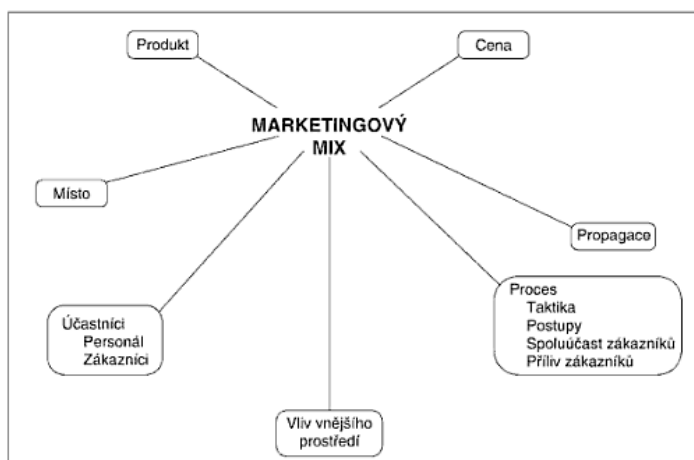 Produkt
Cena
MARKETINGOVÝ
MIX
Místo
Propagace
Účastníci
Personál
Zákazníci
Proces
Taktika
Postupy
Spoluúčast zákazníků
Příliv zákazníků
Vliv vnějšího
prostředí